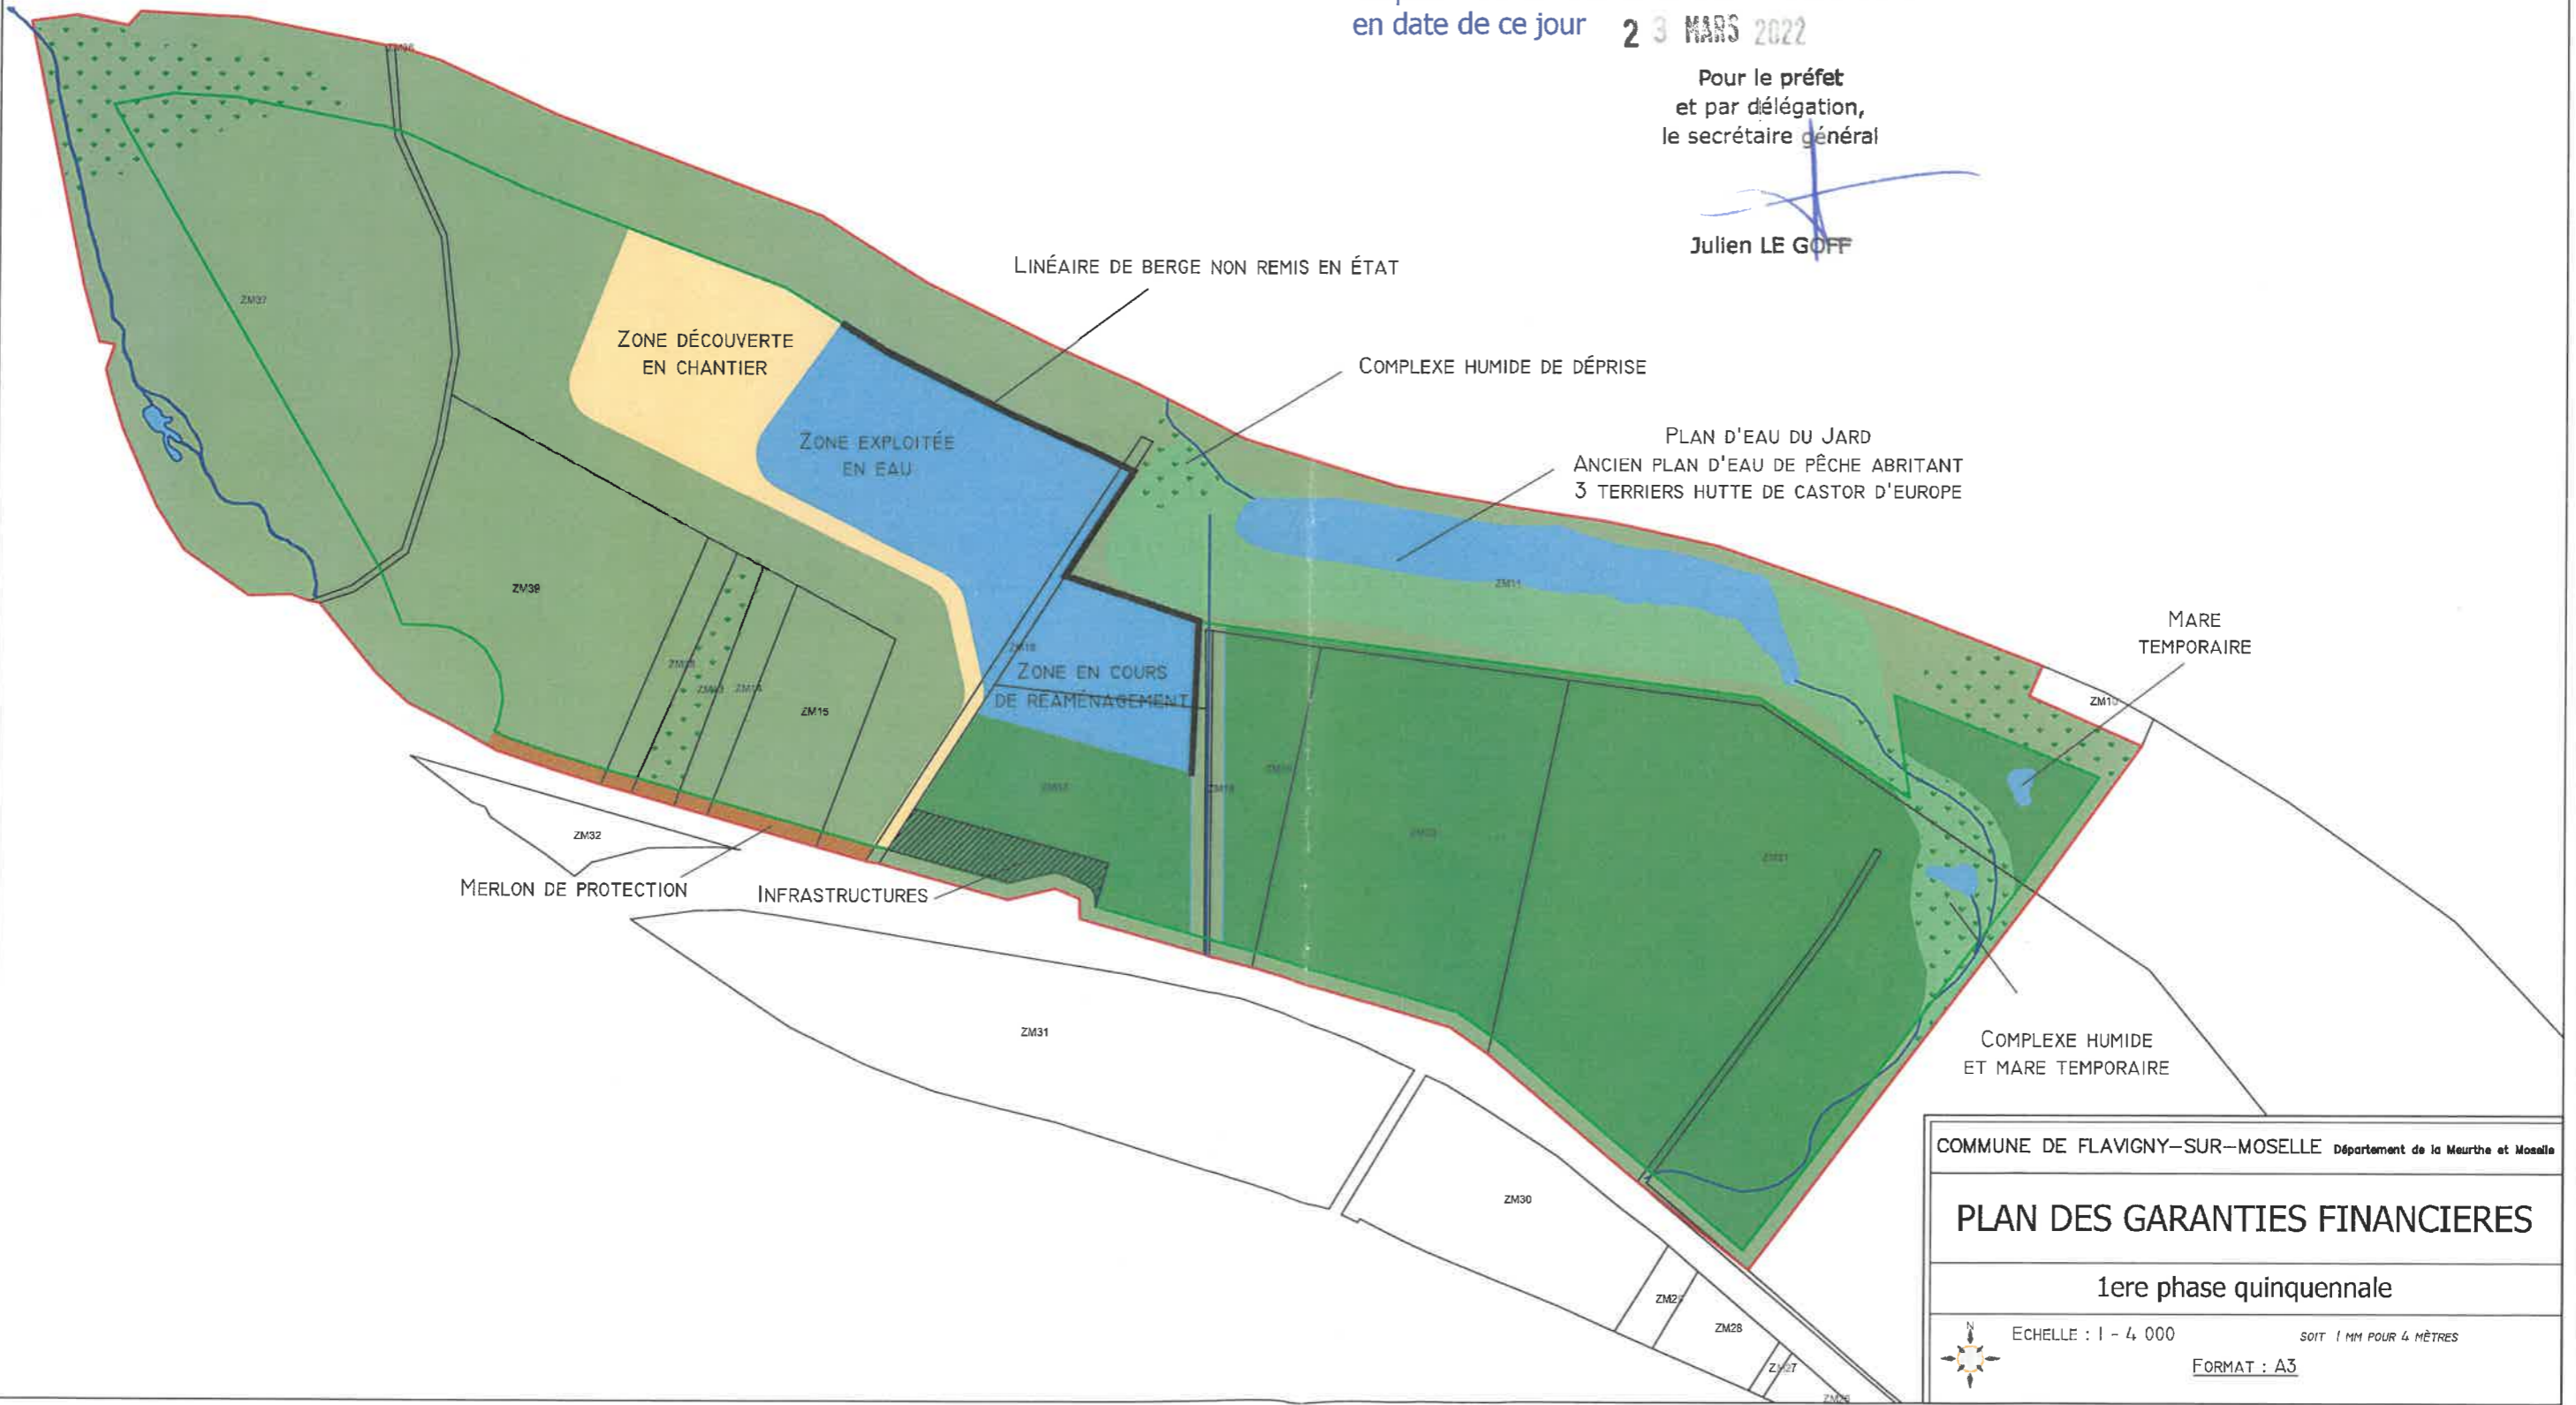 en date de ce jour 23 MARS 2022
Pour le préfet
et par délégation,
le secrétaire général
Julien LE GOFF
ZM37
LINÉAIRE DE BERGE NON REMIS EN ÉTAT
ZONE DÉCOUVERTE
EN CHANTIER
COMPLEXE HUMIDE DE DÉPRISE
ZONE EXPLOITÉE
EN EAU
PLAN D'EAU DU JARD
ANCIEN PLAN D'EAU DE PÊCHE ABRITANT
3 TERRIERS HUTTE DE CASTOR D'EUROPE
ZM39
ZM11
MARE
TEMPORAIRE
ZONE EN COURS
DE RÉAMÉNAGEMENT
ZM14
ZM15
ZM10
ZM32
MERLON DE PROTECTION
INFRASTRUCTURES
ZM31
COMPLEXE HUMIDE
ET MARE TEMPORAIRE
ZM30
ZM28
COMMUNE DE FLAVIGNY-SUR-MOSELLE Département de la Meurthe et Moselle
PLAN DES GARANTIES FINANCIERES
1ere phase quinquennale
N
ECHELLE : 1 - 4 000 SOIT 1 MM POUR 4 MÈTRES
FORMAT : A3